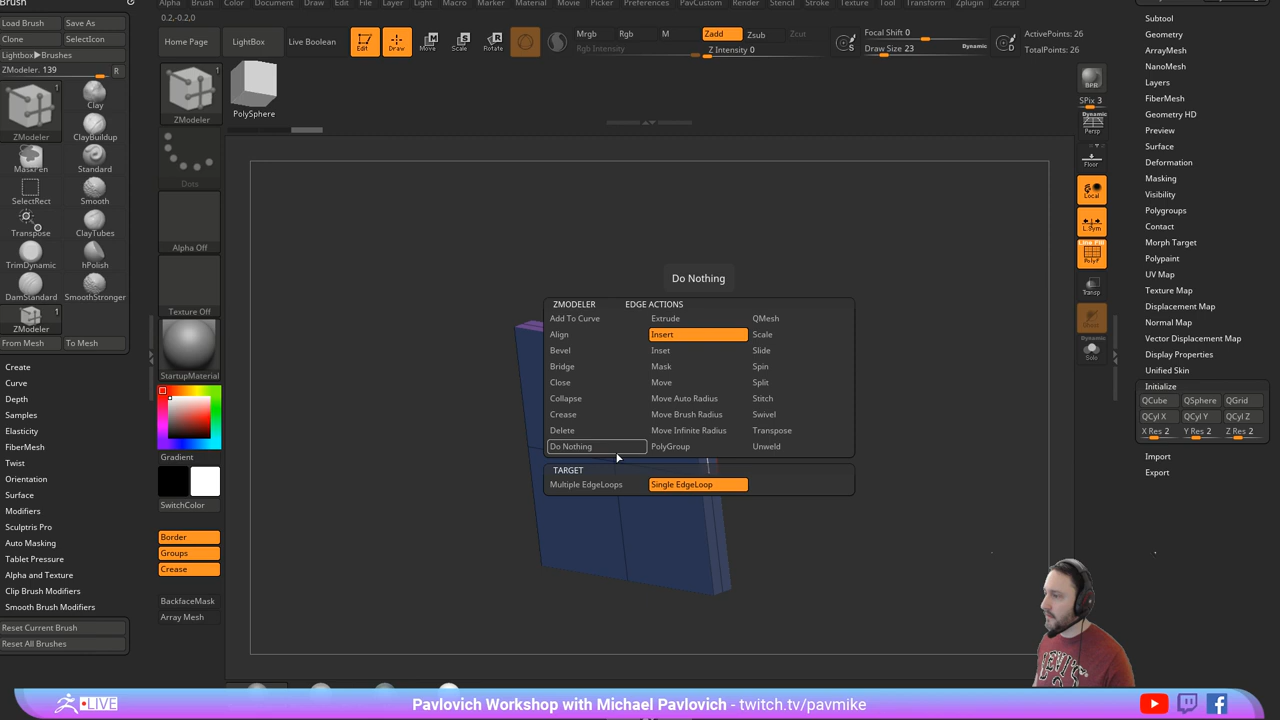 Brush
Alpha Brush Color Document Draw Edit File Layer Light Macro Marker Material Movie Picker Preferences PavCustom Render Stencil Stroke Texture Tool Transform Zplugin Zscript
0.2,-0.2,0
Load Brush Save As
Clone SelectIcon
Lightbox▶Brushes
ZModeler. 139 R
1
ZModeler
Clay
ClayBuildup
MaskPen Standard
SelectRect Smooth
Transpose ClayTubes
TrimDynamic hPolish
DamStandard SmoothStronger
1
ZModeler
From Mesh To Mesh
Create
Curve
Depth
Samples
Elasticity
FiberMesh
Twist
Orientation
Surface
Modifiers
Sculptris Pro
Auto Masking
Tablet Pressure
Alpha and Texture
Clip Brush Modifiers
Smooth Brush Modifiers
Reset Current Brush
Reset All Brushes
Home Page LightBox Live Boolean
Edit Draw Move Scale Rotate
Mrgb Rgb M
Rgb Intensity
Zadd Zsub Zcut
Z Intensity 0
S
Focal Shift 0
Draw Size 23 Dynamic
D
ActivePoints: 26
TotalPoints: 26
1
ZModeler
PolySphere
Dots
Alpha Off
Texture Off
StartupMaterial
Gradient
SwitchColor
Border
Groups
Crease
BackfaceMask
Array Mesh
Do Nothing
ZMODELER EDGE ACTIONS
Add To Curve Extrude QMesh
Align Insert Scale
Bevel Inset Slide
Bridge Mask Spin
Close Move Split
Collapse Move Auto Radius Stitch
Crease Move Brush Radius Swivel
Delete Move Infinite Radius Transpose
Do Nothing PolyGroup Unweld
TARGET
Multiple EdgeLoops Single EdgeLoop
BPR
SPix 3
Dynamic
Persp
Floor
Local
L.Sym
Line Fill
PolyF
Transp
Ghost
Dynamic
Solo
Subtool
Geometry
ArrayMesh
NanoMesh
Layers
FiberMesh
Geometry HD
Preview
Surface
Deformation
Masking
Visibility
Polygroups
Contact
Morph Target
Polypaint
UV Map
Texture Map
Displacement Map
Normal Map
Vector Displacement Map
Display Properties
Unified Skin
Initialize
QCube QSphere QGrid
QCyl X QCyl Y QCyl Z
X Res 2 Y Res 2 Z Res 2
Import
Export
LEVI'S
LIVE
Pavlovich Workshop with Michael Pavlovich - twitch.tv/pavmike